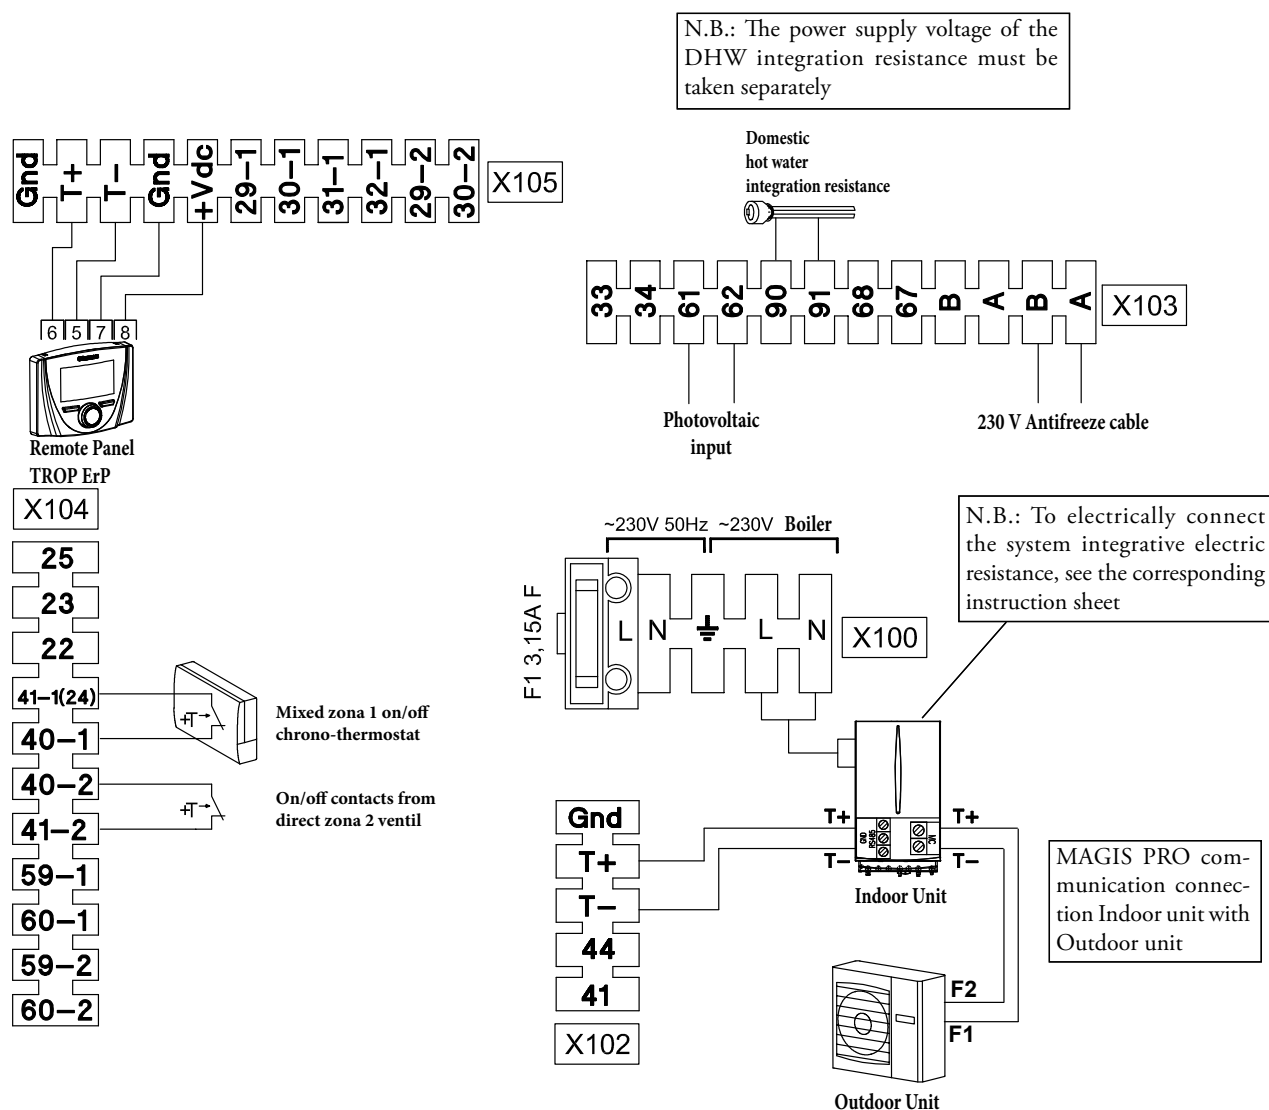 N.B.: The power supply voltage of the
DHW integration resistance must be
taken separately
Gnd T+ T- Gnd +Vdc 29-1 30-1 31-1 32-1 29-2 30-2
X105
6 5 7 8
Remote Panel
TROP ErP
Domestic
hot water
integration resistance
33 34 61 62 90 91 68 67 B A B A
X103
Photovoltaic
input
230 V Antifreeze cable
X104
25
23
22
41-1(24)
40-1
40-2
41-2
59-1
60-1
59-2
60-2
+T
Mixed zona 1 on/off
chrono-thermostat
+T
On/off contacts from
direct zona 2 ventil
~230V 50Hz ~230V Boiler
F1 3,15A F
L N L N
X100
N.B.: To electrically connect
the system integrative electric
resistance, see the corresponding
instruction sheet
Gnd
T+
T-
44
41
X102
T+
T-
GND
RS485
MC
T+
T-
Indoor Unit
MAGIS PRO com-
munication connec-
tion Indoor unit with
Outdoor unit
F2
F1
Outdoor Unit